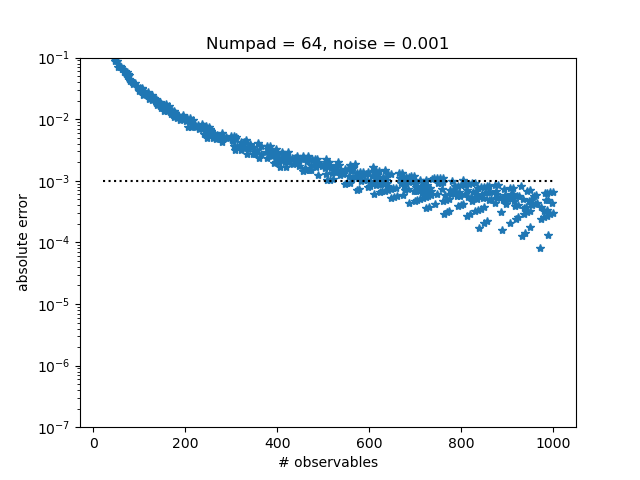 Numpad = 64, noise = 0.001
absolute error
10⁻¹
10⁻²
10⁻³
10⁻⁴
10⁻⁵
10⁻⁶
10⁻⁷
0 200 400 600 800 1000
# observables